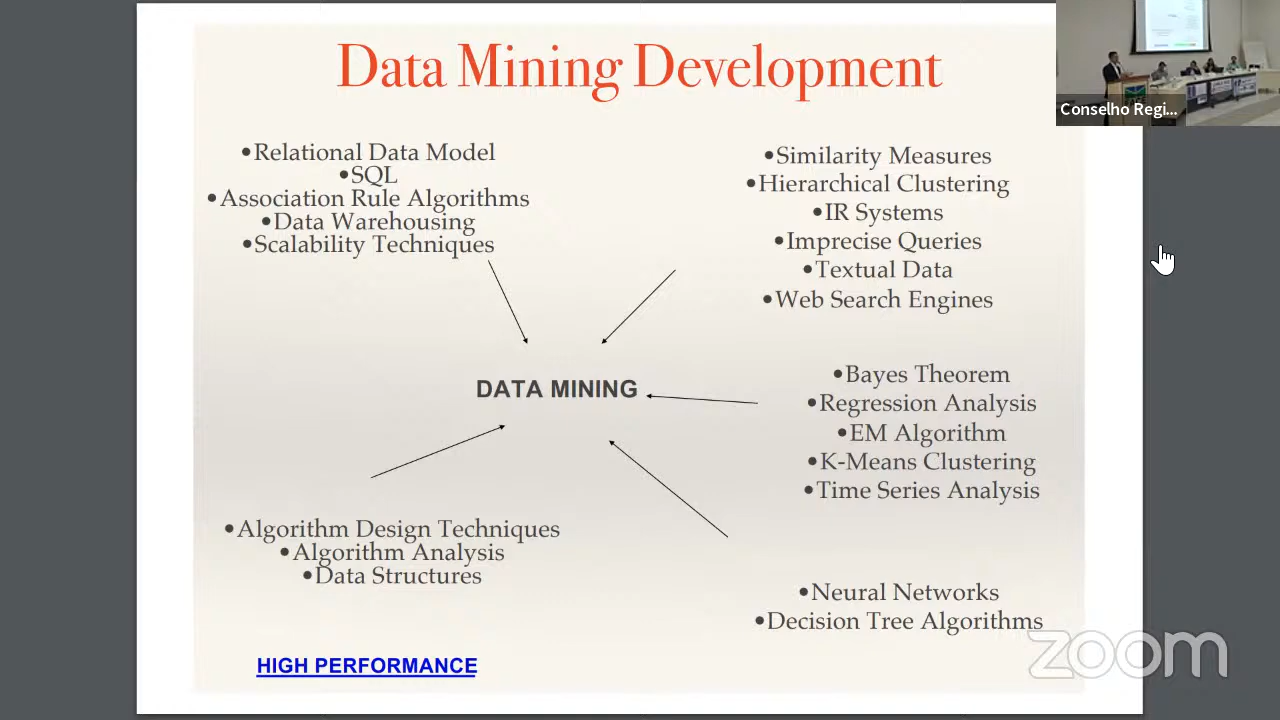 Data Mining Development
•Relational Data Model
•SQL
•Association Rule Algorithms
•Data Warehousing
•Scalability Techniques
•Similarity Measures
•Hierarchical Clustering
•IR Systems
•Imprecise Queries
•Textual Data
•Web Search Engines
DATA MINING
•Bayes Theorem
•Regression Analysis
•EM Algorithm
•K-Means Clustering
•Time Series Analysis
•Algorithm Design Techniques
•Algorithm Analysis
•Data Structures
•Neural Networks
•Decision Tree Algorithms
HIGH PERFORMANCE
Conselho Regi...
zoom